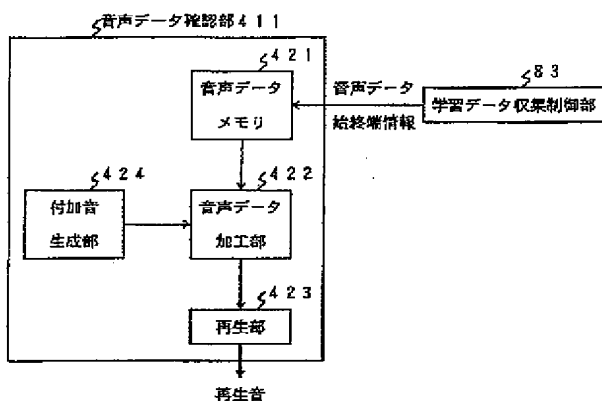 音声データ確認部411
421
音声データ
メモリ
音声データ
始終端情報
83
学習データ収集制御部
424
付加音
生成部
422
音声データ
加工部
423
再生部
再生音